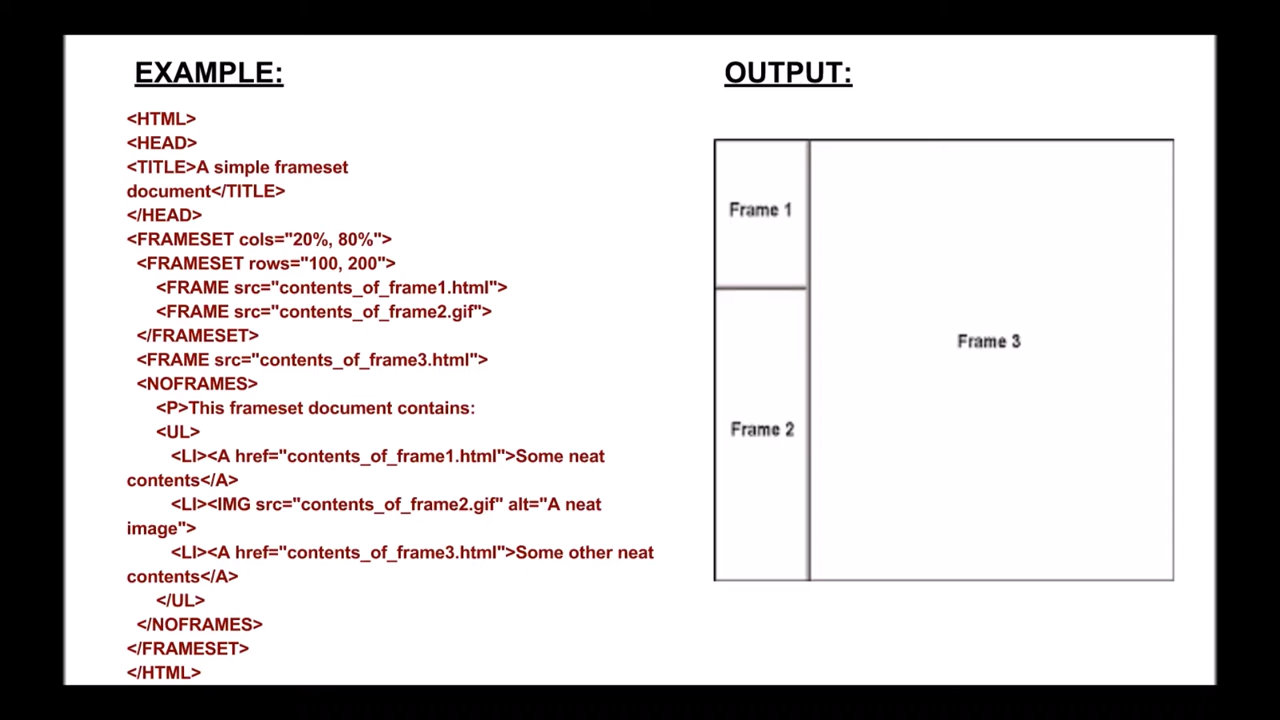 EXAMPLE:
<HTML>
<HEAD>
<TITLE>A simple frameset
document</TITLE>
</HEAD>
<FRAMESET cols="20%, 80%">
<FRAMESET rows="100, 200">
<FRAME src="contents_of_frame1.html">
<FRAME src="contents_of_frame2.gif">
</FRAMESET>
<FRAME src="contents_of_frame3.html">
<NOFRAMES>
<P>This frameset document contains:
<UL>
<LI><A href="contents_of_frame1.html">Some neat
contents</A>
<LI><IMG src="contents_of_frame2.gif" alt="A neat
image">
<LI><A href="contents_of_frame3.html">Some other neat
contents</A>
</UL>
</NOFRAMES>
</FRAMESET>
</HTML>
OUTPUT:
Frame 1
Frame 2
Frame 3